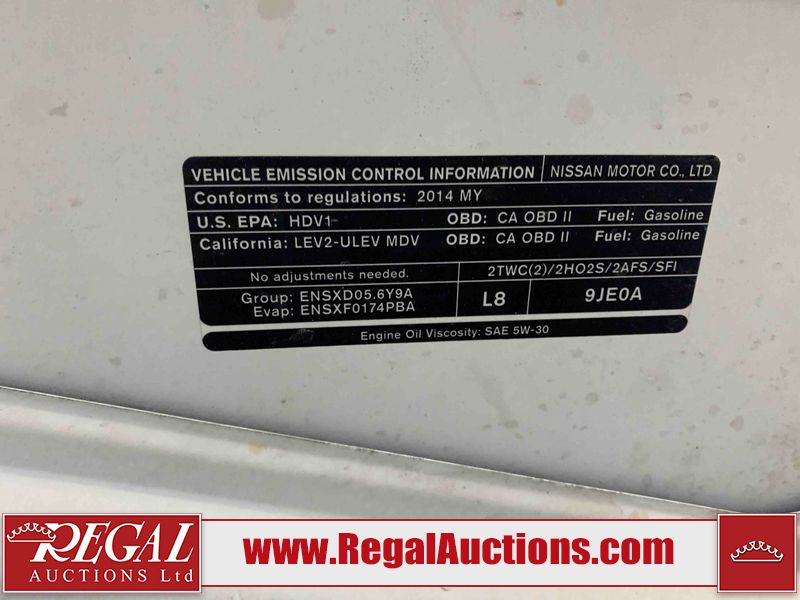 VEHICLE EMISSION CONTROL INFORMATION NISSAN MOTOR CO., LTD
Conforms to regulations: 2014 MY
U.S. EPA: HDV1 OBD: CA OBD II Fuel: Gasoline
California: LEV2-ULEV MDV OBD: CA OBD II Fuel: Gasoline
No adjustments needed. 2TWC(2)/2HO2S/2AFS/SFI
Group: ENSXD05.6Y9A
Evap: ENSXF0174PBA
L8 9JE0A
Engine Oil Viscosity: SAE 5W-30
REGAL
AUCTIONS Ltd
www.RegalAuctions.com